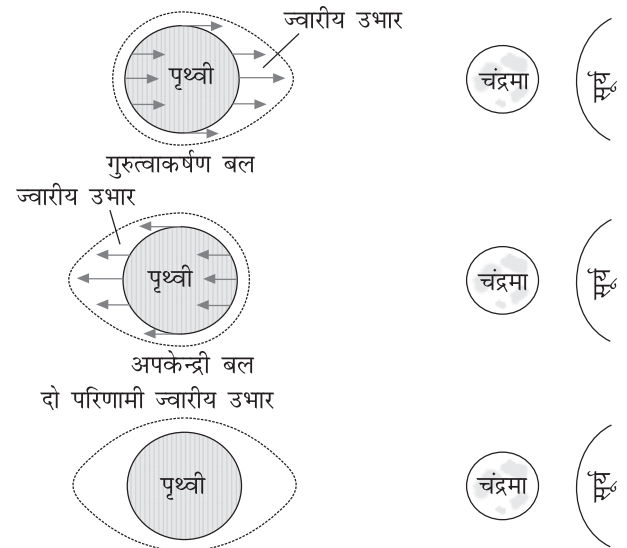 ज्वारीय उभार
पृथ्वी
चंद्रमा
सूर्य
गुरुत्वाकर्षण बल
ज्वारीय उभार
पृथ्वी
चंद्रमा
सूर्य
अपकेन्द्री बल
दो परिणामी ज्वारीय उभार
पृथ्वी
चंद्रमा
सूर्य